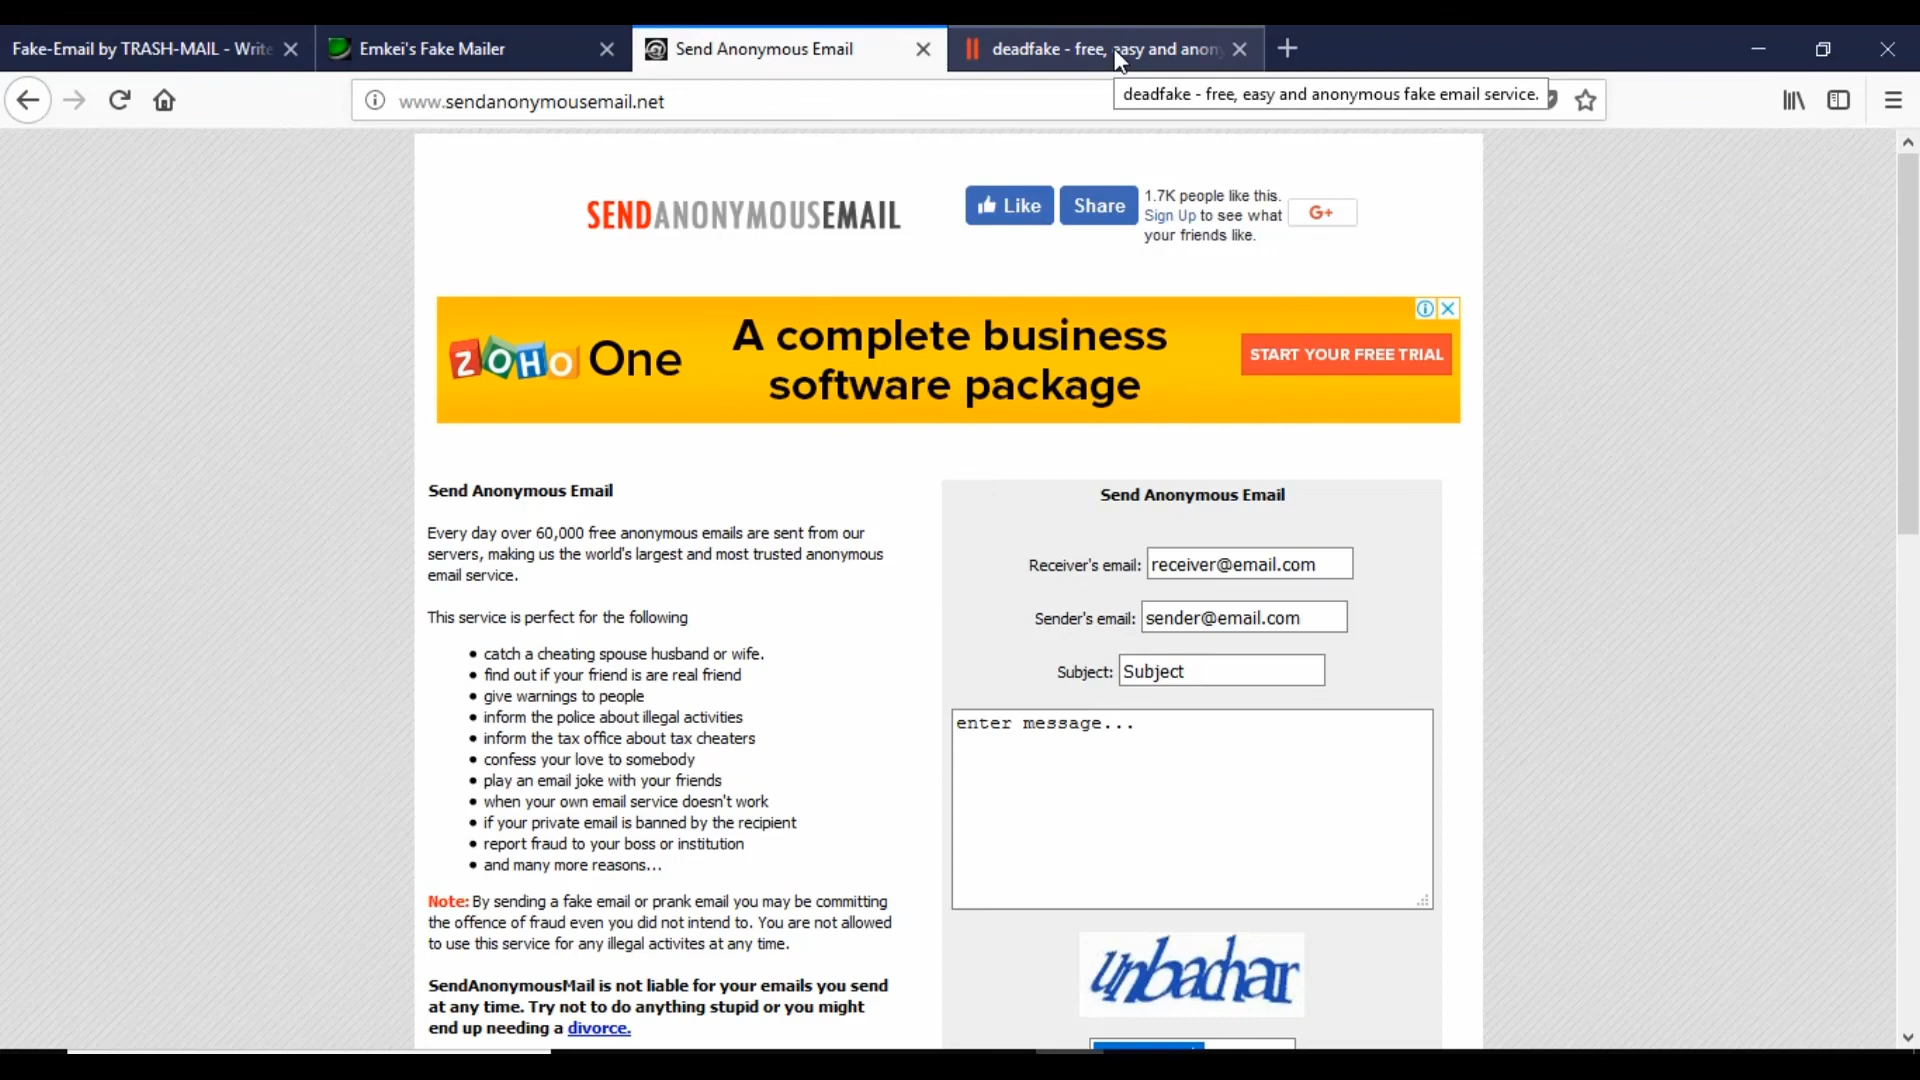 Fake-Email by TRASH-MAIL - Write
Emkei's Fake Mailer
Send Anonymous Email
deadfake - free, easy and anony
www.sendanonymousemail.net
deadfake - free, easy and anonymous fake email service.
SENDANONYMOUSEMAIL
Like
Share
1.7K people like this.
Sign Up to see what
your friends like.
G+
ZOHO One
A complete business
software package
START YOUR FREE TRIAL
Send Anonymous Email
Every day over 60,000 free anonymous emails are sent from our
servers, making us the world's largest and most trusted anonymous
email service.
This service is perfect for the following
catch a cheating spouse husband or wife.
find out if your friend is are real friend
give warnings to people
inform the police about illegal activities
inform the tax office about tax cheaters
confess your love to somebody
play an email joke with your friends
when your own email service doesn't work
if your private email is banned by the recipient
report fraud to your boss or institution
and many more reasons...
Note: By sending a fake email or prank email you may be committing
the offence of fraud even you did not intend to. You are not allowed
to use this service for any illegal activites at any time.
SendAnonymousMail is not liable for your emails you send
at any time. Try not to do anything stupid or you might
end up needing a divorce.
Send Anonymous Email
Receiver's email: receiver@email.com
Sender's email: sender@email.com
Subject: Subject
enter message...